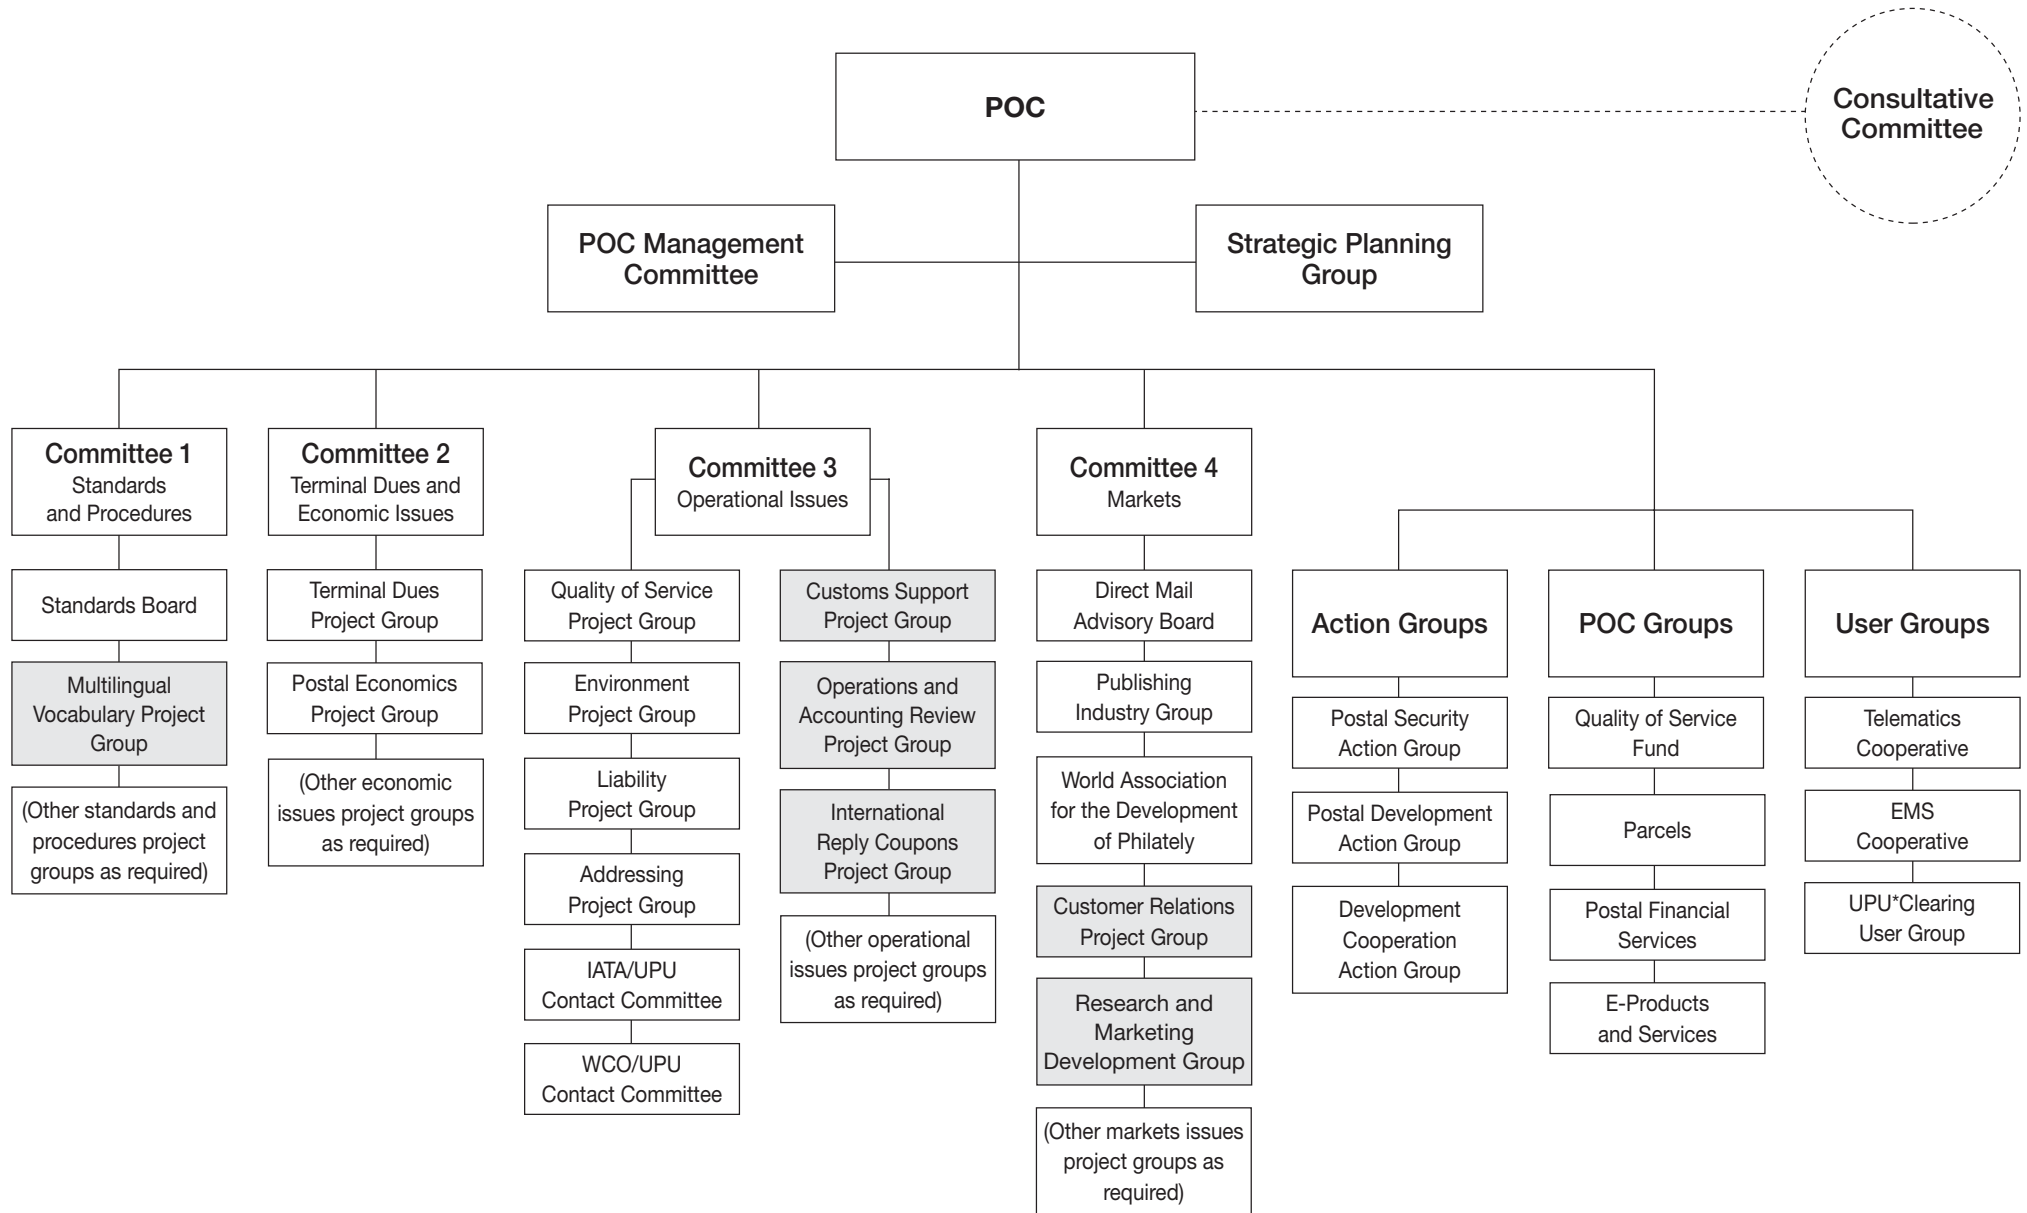 POC
Consultative
Committee
POC Management
Committee
Strategic Planning
Group
Committee 1
Standards
and Procedures
Standards Board
Multilingual
Vocabulary Project
Group
(Other standards and
procedures project
groups as required)
Committee 2
Terminal Dues and
Economic Issues
Terminal Dues
Project Group
Postal Economics
Project Group
(Other economic
issues project groups
as required)
Committee 3
Operational Issues
Quality of Service
Project Group
Environment
Project Group
Liability
Project Group
Addressing
Project Group
IATA/UPU
Contact Committee
WCO/UPU
Contact Committee
Customs Support
Project Group
Operations and
Accounting Review
Project Group
International
Reply Coupons
Project Group
(Other operational
issues project groups
as required)
Committee 4
Markets
Direct Mail
Advisory Board
Publishing
Industry Group
World Association
for the Development
of Philately
Customer Relations
Project Group
Research and
Marketing
Development Group
(Other markets issues
project groups as
required)
Action Groups
Postal Security
Action Group
Postal Development
Action Group
Development
Cooperation
Action Group
POC Groups
Quality of Service
Fund
Parcels
Postal Financial
Services
E-Products
and Services
User Groups
Telematics
Cooperative
EMS
Cooperative
UPU*Clearing
User Group